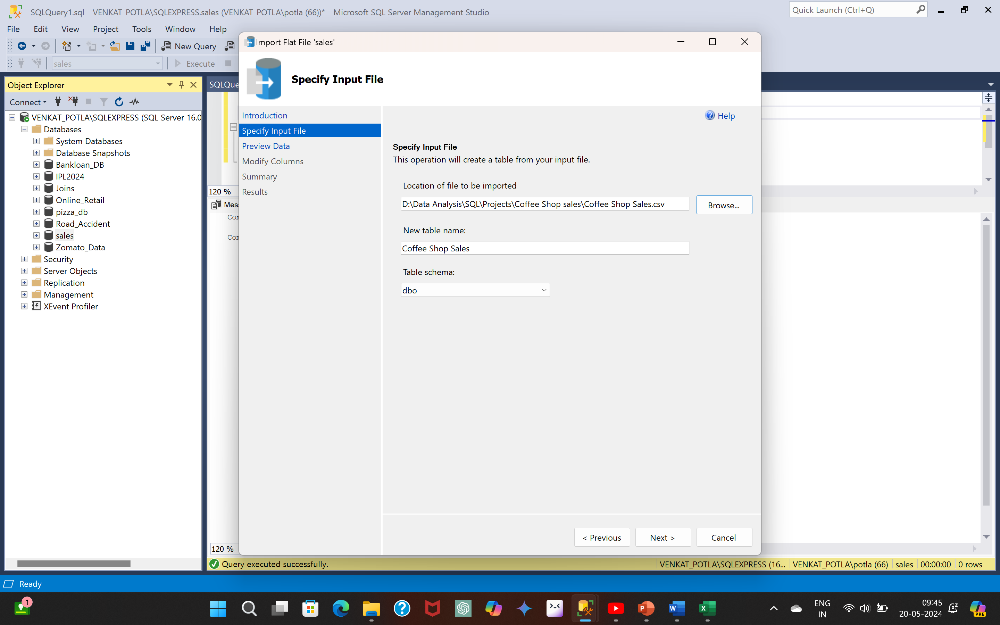 SQLQuery1.sql - VENKAT_POTLA\SQLEXPRESS.sales (VENKAT_POTLA\potla (66))* - Microsoft SQL Server Management Studio
Quick Launch (Ctrl+Q)
File Edit View Project Tools Window Help
New Query
sales
Execute
Object Explorer
Connect
VENKAT_POTLA\SQLEXPRESS (SQL Server 16.0
Databases
System Databases
Database Snapshots
Bankloan_DB
IPL2024
Joins
Online_Retail
pizza_db
Road_Accident
sales
Zomato_Data
Security
Server Objects
Replication
Management
XEvent Profiler
SQLQue
120 %
Mes
Con
Con
120 %
Import Flat File 'sales'
Specify Input File
Introduction
Specify Input File
Preview Data
Modify Columns
Summary
Results
Help
Specify Input File
This operation will create a table from your input file.
Location of file to be imported
D:\Data Analysis\SQL\Projects\Coffee Shop sales\Coffee Shop Sales.csv
Browse...
New table name:
Coffee Shop Sales
Table schema:
dbo
< Previous
Next >
Cancel
Query executed successfully.
VENKAT_POTLA\SQLEXPRESS (16... VENKAT_POTLA\potla (66) sales 00:00:00 0 rows
Ready
1
ENG
IN
09:45
20-05-2024
PRE